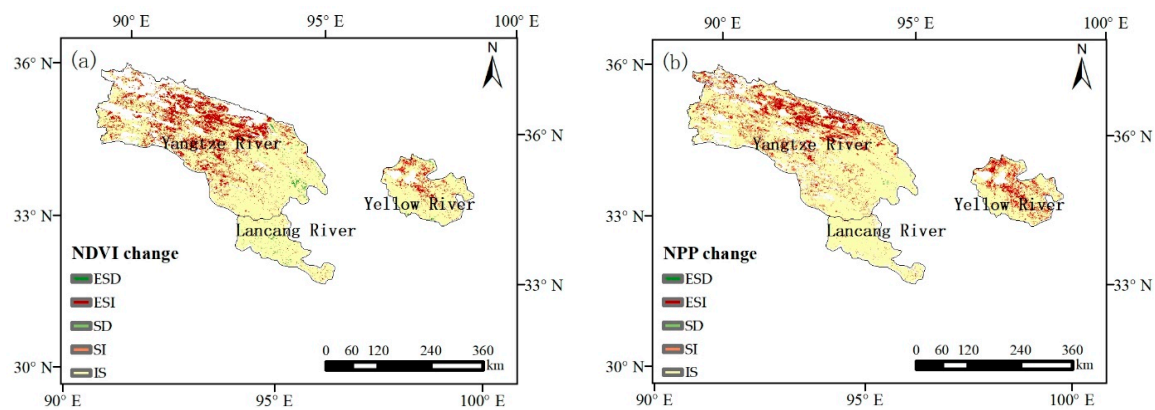 90° E 95° E 100° E
(a)
N
36° N
36° N
Yangtze River
Yellow River
33° N
Lancang River
NDVI change
ESD
ESI
33° N
SD
SI
0 60 120 240 360
km
30° N
IS
90° E 95° E 100° E
90° E 95° E 100° E
(b)
N
36° N
36° N
Yangtze River
Yellow River
33° N
Lancang River
NPP change
ESD
ESI
33° N
SD
SI
0 60 120 240 360
km
30° N
IS
90° E 95° E 100° E